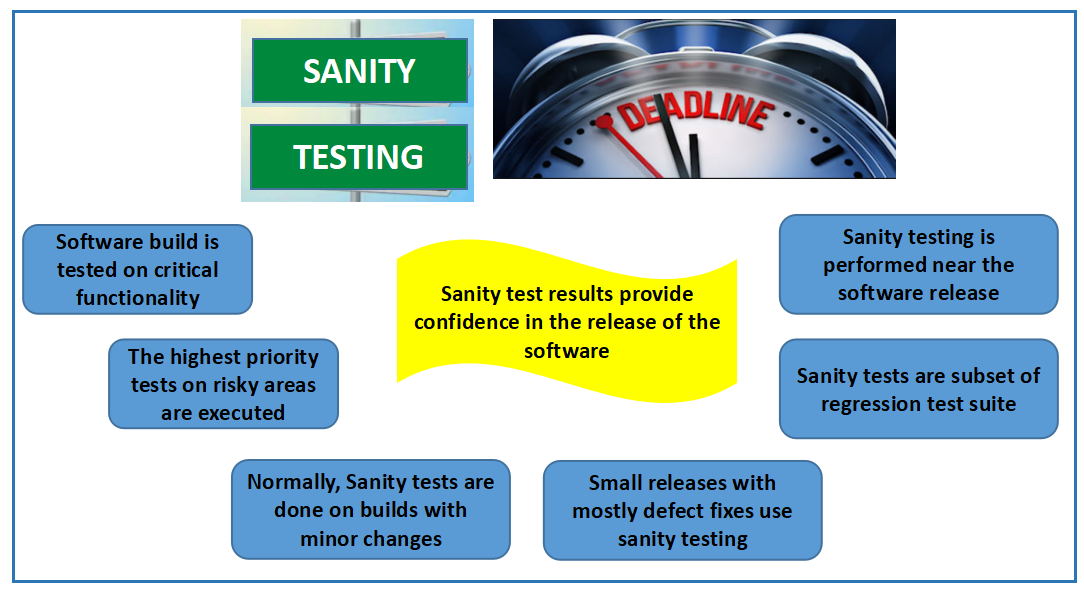 SANITY
TESTING
DEADLINE
Software build is
tested on critical
functionality
The highest priority
tests on risky areas
are executed
Normally, Sanity tests are
done on builds with
minor changes
Sanity test results provide
confidence in the release of the
software
Small releases with
mostly defect fixes use
sanity testing
Sanity testing is
performed near the
software release
Sanity tests are subset of
regression test suite